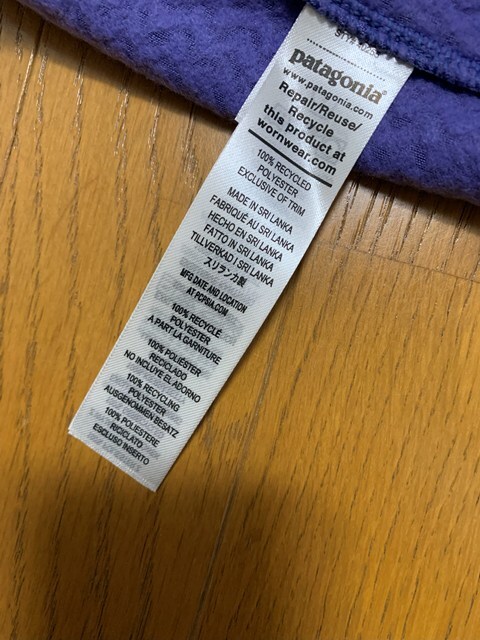 patagonia®
www.patagonia.com
Repair/Reuse/
Recycle
this product at
wornwear.com
100% RECYCLED
POLYESTER
EXCLUSIVE OF TRIM
MADE IN SRI LANKA
FABRIQUÉ AU SRI LANKA
HECHO EN SRI LANKA
FATTO IN SRI LANKA
TILLVERKAD I SRI LANKA
スリランカ製
MFG DATE AND LOCATION
AT PCPSIA.COM
100% RECYCLÉ
POLYESTER
A PART LA GARNITURE
100% POLIÉSTER
RECICLADO
NO INCLUYE EL ADORNO
100% RECYCLING
POLYESTER
AUSGENOMMEN BESATZ
100% POLIESTERE
RICICLATO
ESCLUSO INSERTO